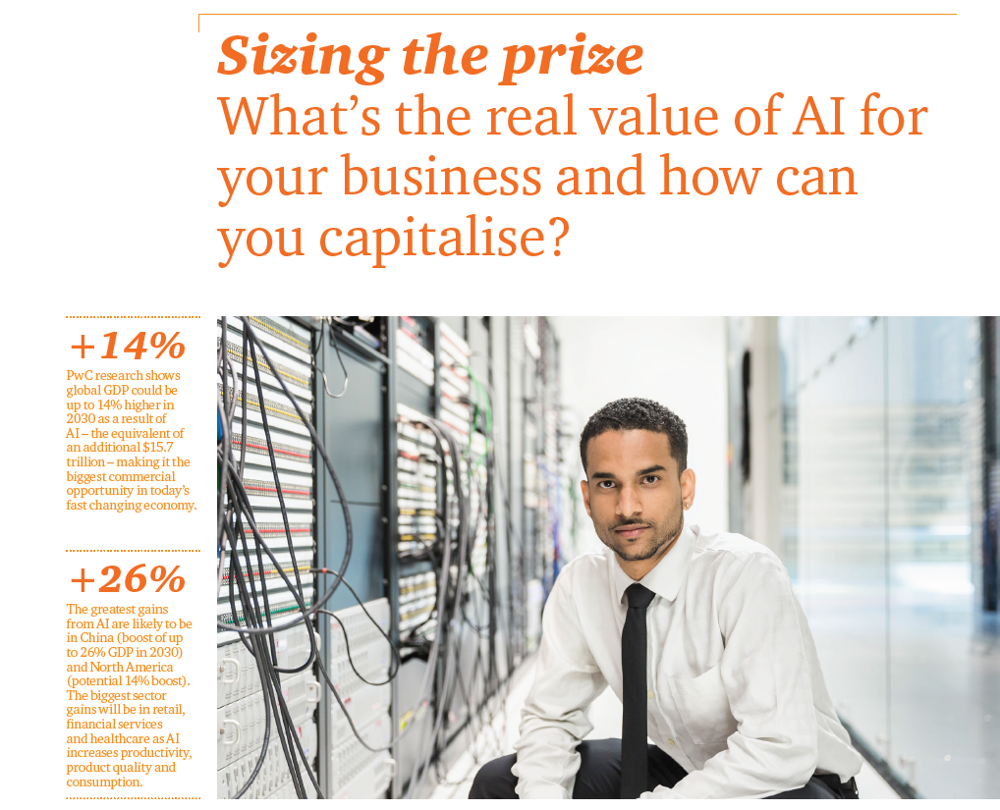 Sizing the prize
What's the real value of AI for
your business and how can
you capitalise?
+14%
PwC research shows
global GDP could be
up to 14% higher in
2030 as a result of
AI – the equivalent of
an additional $15.7
trillion – making it the
biggest commercial
opportunity in today's
fast changing economy.
+26%
The greatest gains
from AI are likely to be
in China (boost of up
to 26% GDP in 2030)
and North America
(potential 14% boost).
The biggest sector
gains will be in retail,
financial services
and healthcare as AI
increases productivity,
product quality and
consumption.